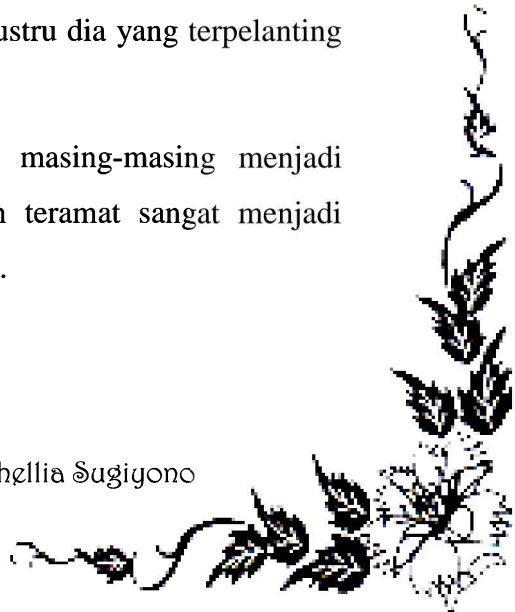 ustru dia yang terpelanting
masing-masing menjadi
teramat sangat menjadi
.
hellia Sugiyono